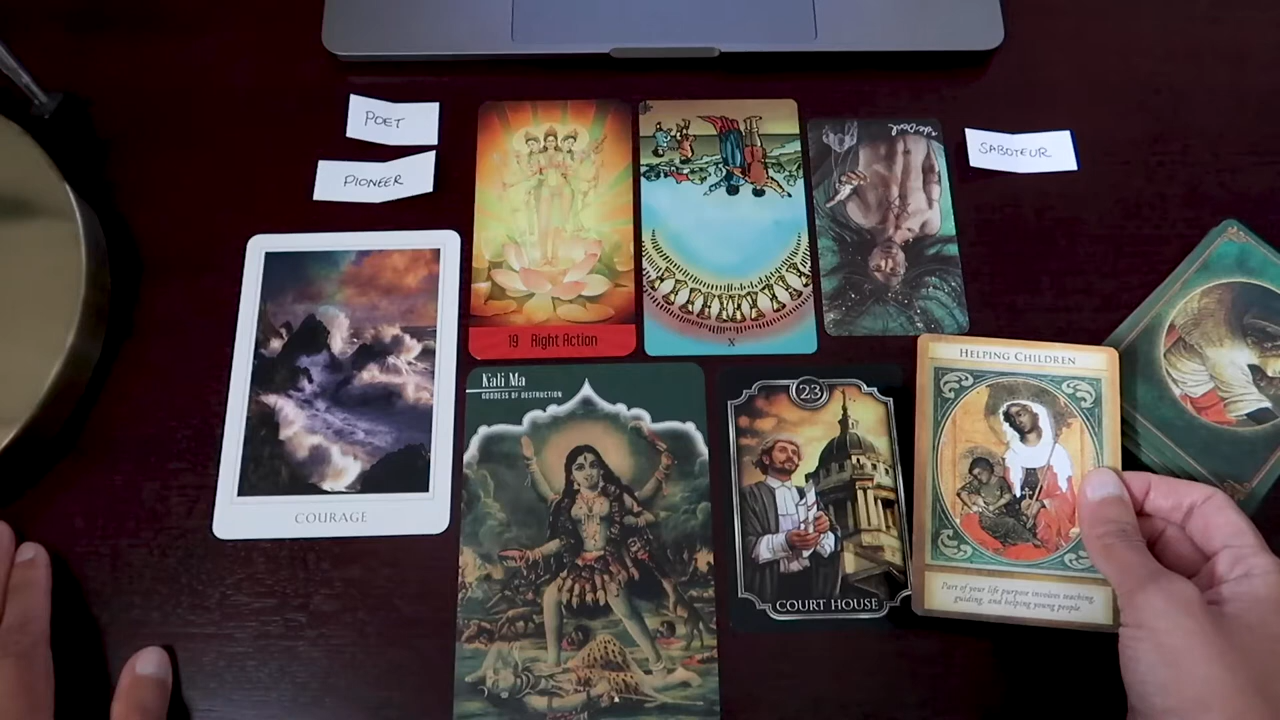 POET
PIONEER
SABOTEUR
19 Right Action
X
COURAGE
Kali Ma
GODDESS OF DESTRUCTION
23
COURT HOUSE
HELPING CHILDREN
Part of your life purpose involves teaching,
guiding, and helping young people.